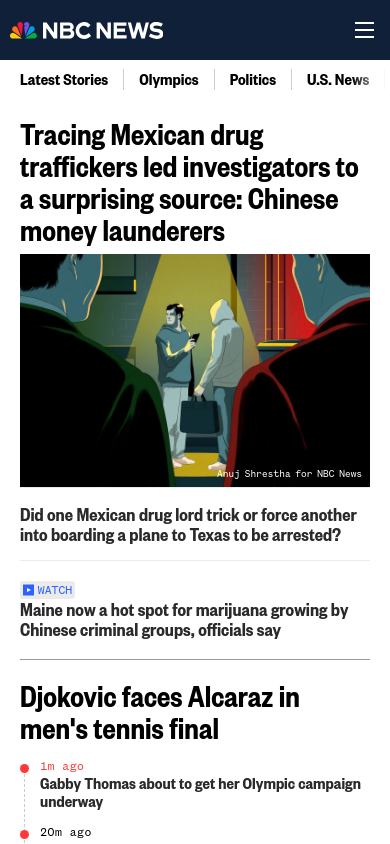 NBC NEWS
Latest Stories
Olympics
Politics
U.S. News
Tracing Mexican drug
traffickers led investigators to
a surprising source: Chinese
money launderers
Anuj Shrestha for NBC News
Did one Mexican drug lord trick or force another
into boarding a plane to Texas to be arrested?
WATCH
Maine now a hot spot for marijuana growing by
Chinese criminal groups, officials say
Djokovic faces Alcaraz in
men's tennis final
1m ago
Gabby Thomas about to get her Olympic campaign
underway
20m ago